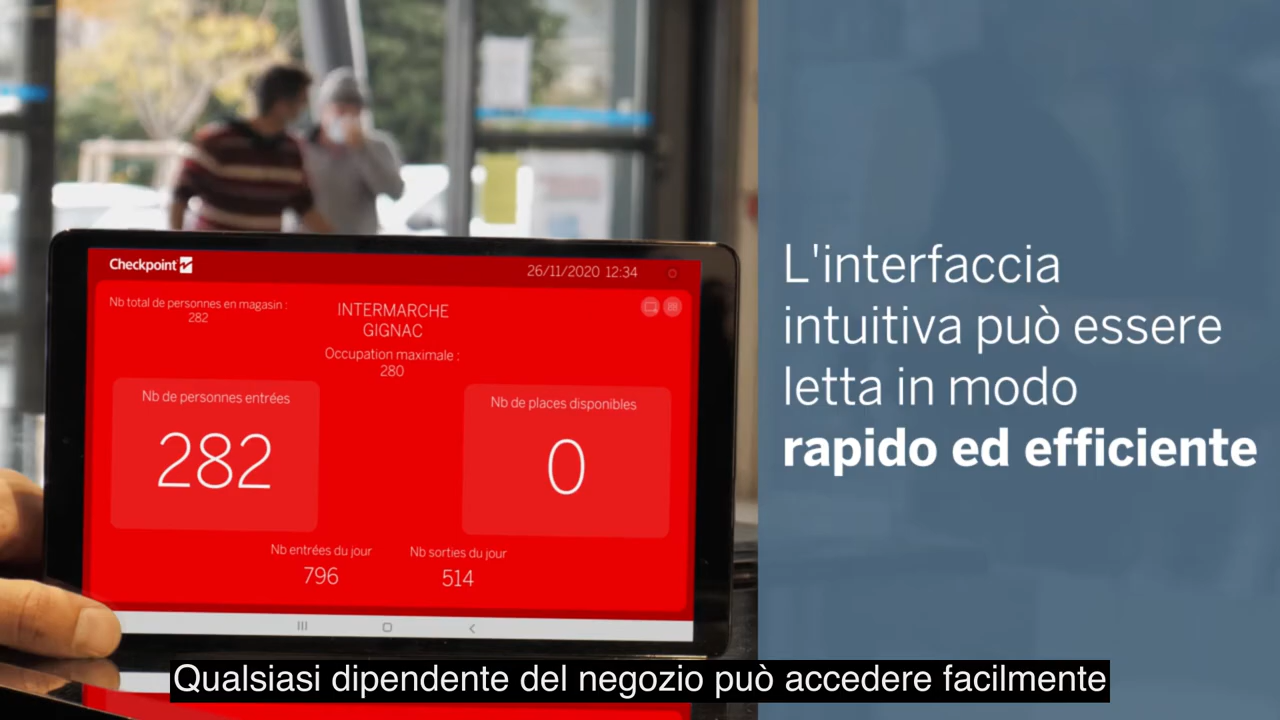 Checkpoint
26/11/2020 12:34
Nb total de personnes en magasin :
282
INTERMARCHE
GIGNAC
Occupation maximale :
280
Nb de personnes entrées
282
Nb de places disponibles
0
Nb entrées du jour
796
Nb sorties du jour
514
L'interfaccia
intuitiva può essere
letta in modo
rapido ed efficiente
Qualsiasi dipendente del negozio può accedere facilmente